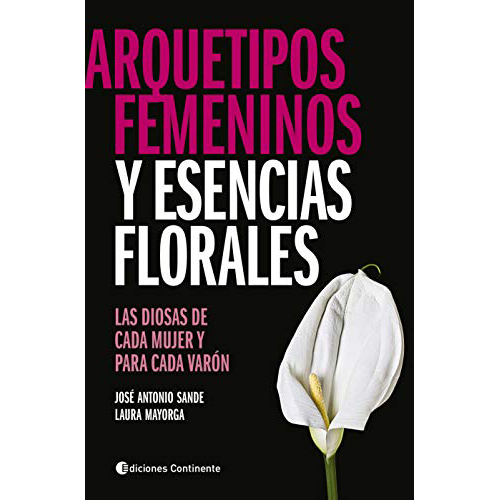 ARQUETIPOS
FEMENINOS
Y ESENCIAS
FLORALES
LAS DIOSAS DE
CADA MUJER Y
PARA CADA VARÓN
JOSÉ ANTONIO SANDE
LAURA MAYORGA
Ediciones Continente